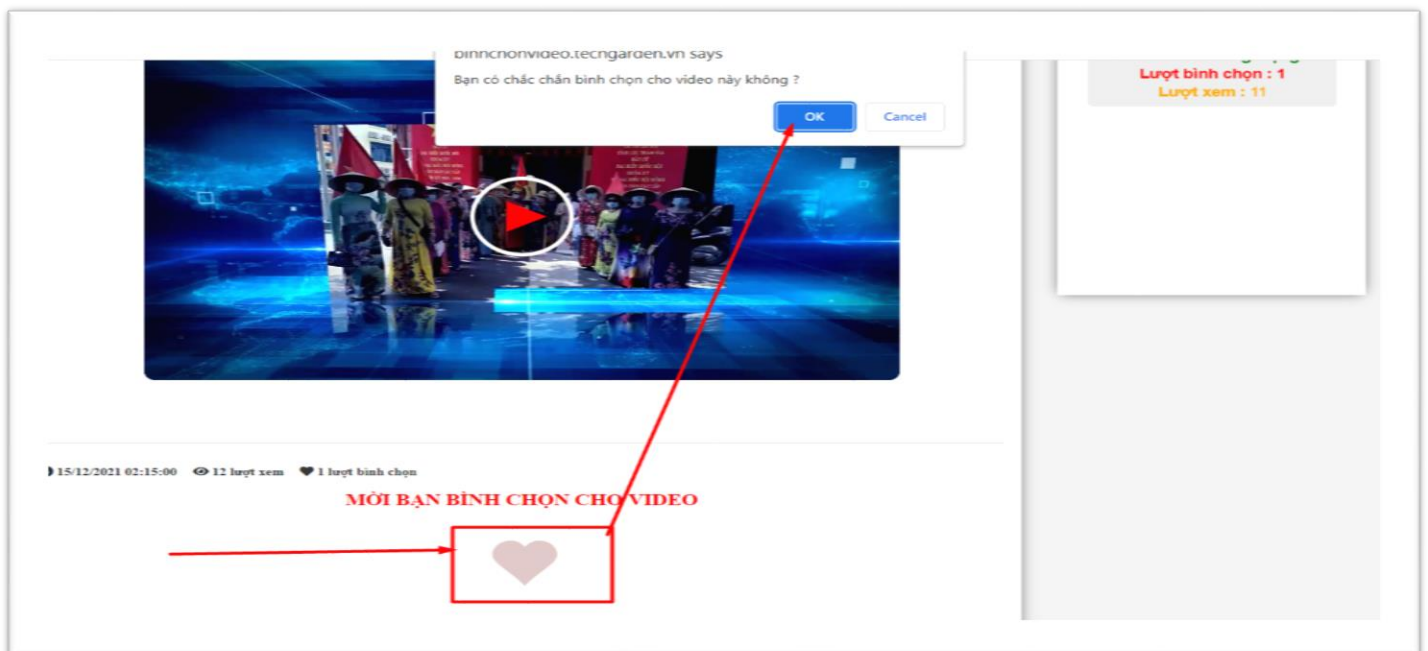 binhchonvideo.techgarden.vn says
Bạn có chắc chắn bình chọn cho video này không ?
OK
Cancel
Lượt bình chọn : 1
Lượt xem : 11
15/12/2021 02:15:00 12 lượt xem 1 lượt bình chọn
MỜI BẠN BÌNH CHỌN CHO VIDEO